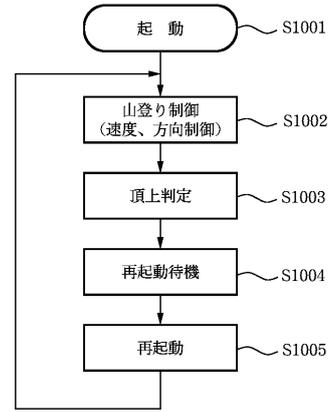 起 動
S1001
山登り制御
(速度、方向制御)
S1002
頂上判定
S1003
再起動待機
S1004
再起動
S1005